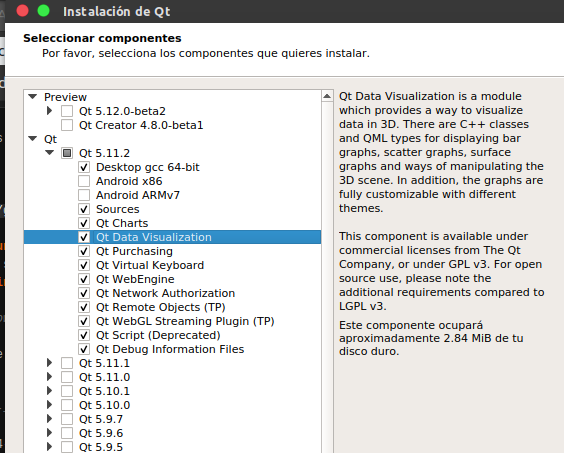 Instalación de Qt
Seleccionar componentes
Por favor, selecciona los componentes que quieres instalar.
Preview
Qt 5.12.0-beta2
Qt Creator 4.8.0-beta1
Qt
Qt 5.11.2
Desktop gcc 64-bit
Android x86
Android ARMv7
Sources
Qt Charts
Qt Data Visualization
Qt Purchasing
Qt Virtual Keyboard
Qt WebEngine
Qt Network Authorization
Qt Remote Objects (TP)
Qt WebGL Streaming Plugin (TP)
Qt Script (Deprecated)
Qt Debug Information Files
Qt 5.11.1
Qt 5.11.0
Qt 5.10.1
Qt 5.10.0
Qt 5.9.7
Qt 5.9.6
Qt 5.9.5
Qt Data Visualization is a module
which provides a way to visualize
data in 3D. There are C++ classes
and QML types for displaying bar
graphs, scatter graphs, surface
graphs and ways of manipulating the
3D scene. In addition, the graphs are
fully customizable with different
themes.
This component is available under
commercial licenses from The Qt
Company, or under GPL v3. For open
source use, please note the
additional requirements compared to
LGPL v3.
Este componente ocupará
aproximadamente 2.84 MiB de tu
disco duro.